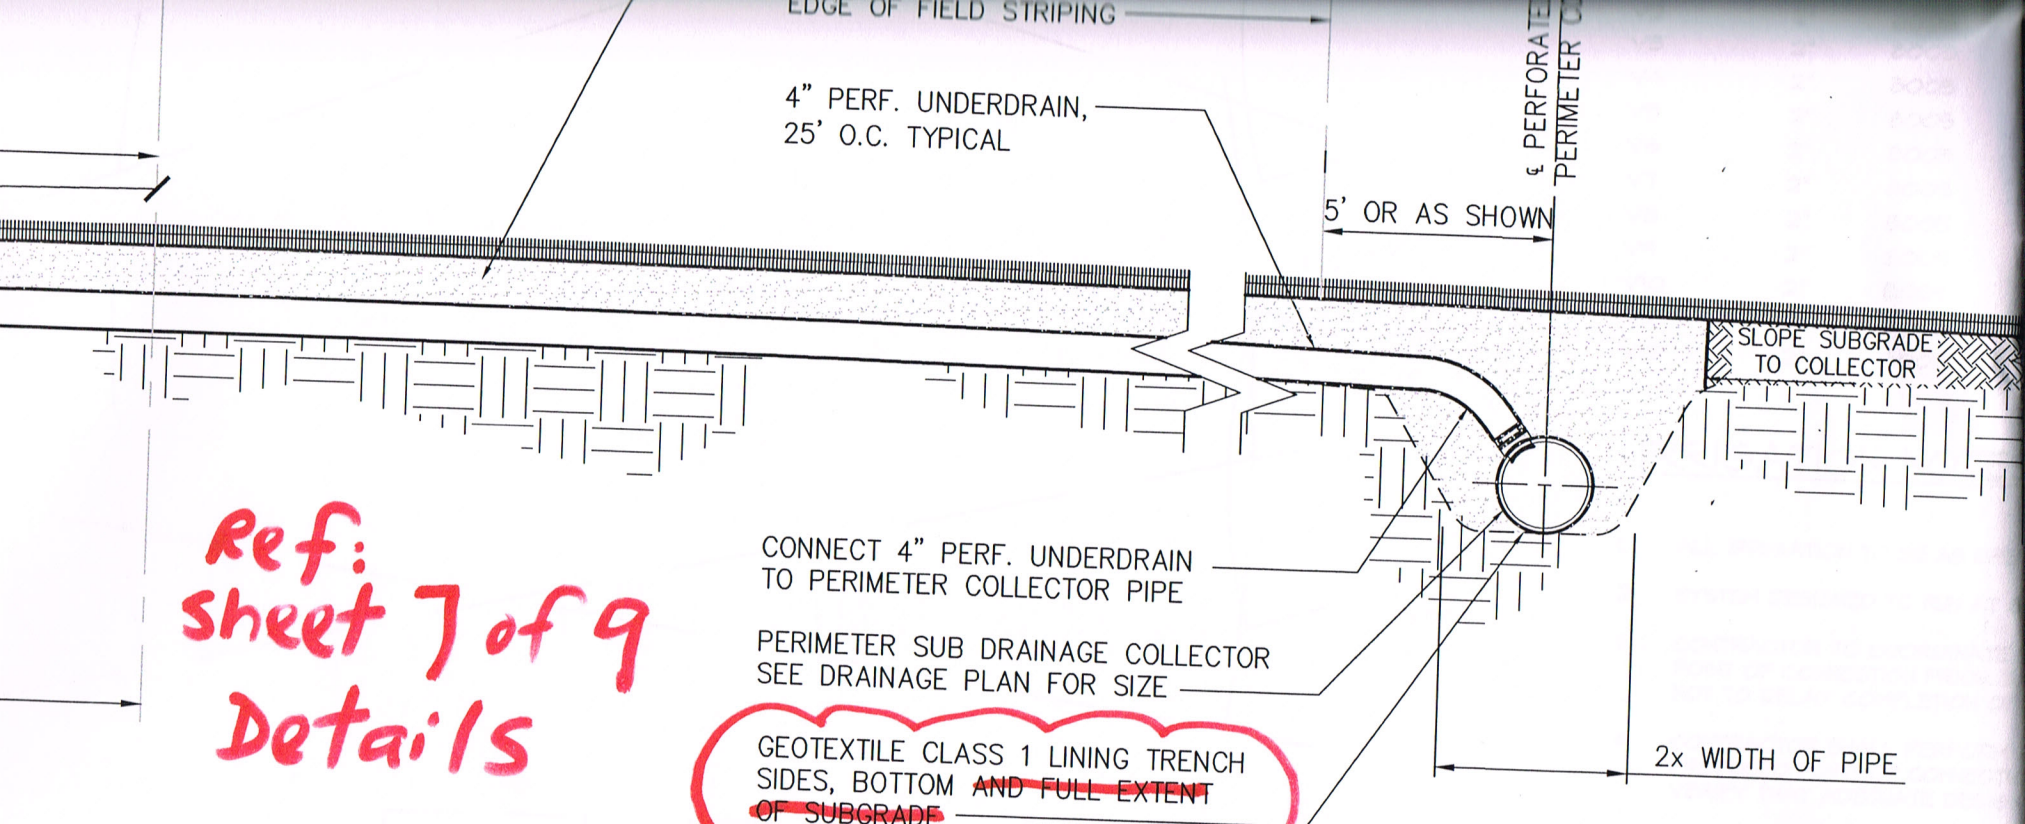 EDGE OF FIELD STRIPING
4” PERF. UNDERDRAIN,
25’ O.C. TYPICAL
℄ PERFORATE
PERIMETER
5’ OR AS SHOWN
SLOPE SUBGRADE
TO COLLECTOR
Ref:
sheet 7 of 9
Details
CONNECT 4” PERF. UNDERDRAIN
TO PERIMETER COLLECTOR PIPE
PERIMETER SUB DRAINAGE COLLECTOR
SEE DRAINAGE PLAN FOR SIZE
GEOTEXTILE CLASS 1 LINING TRENCH
SIDES, BOTTOM AND FULL EXTENT
OF SUBGRADE
2x WIDTH OF PIPE